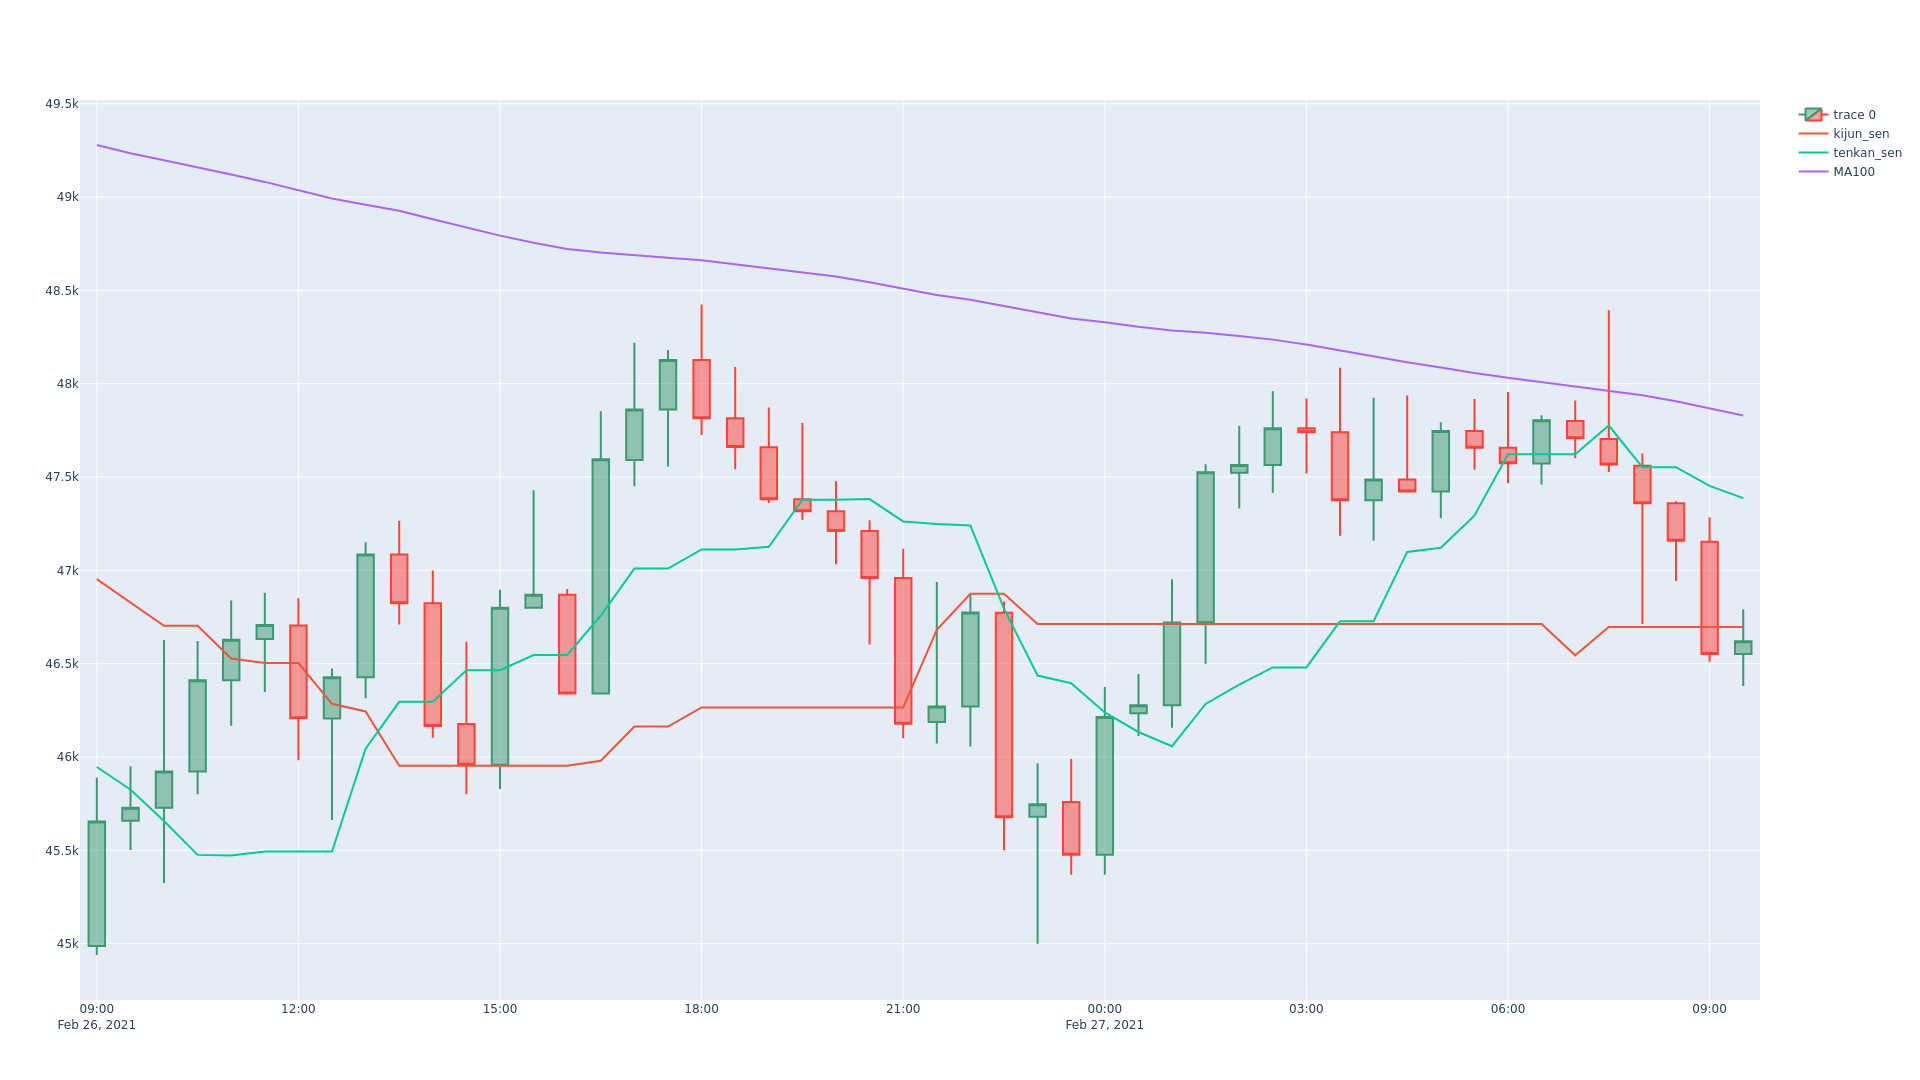 49.5k
49k
48.5k
48k
47.5k
47k
46.5k
46k
45.5k
45k
09:00 12:00 15:00 18:00 21:00 00:00 03:00 06:00 09:00
Feb 26, 2021 Feb 27, 2021
trace 0
kijun_sen
tenkan_sen
MA100